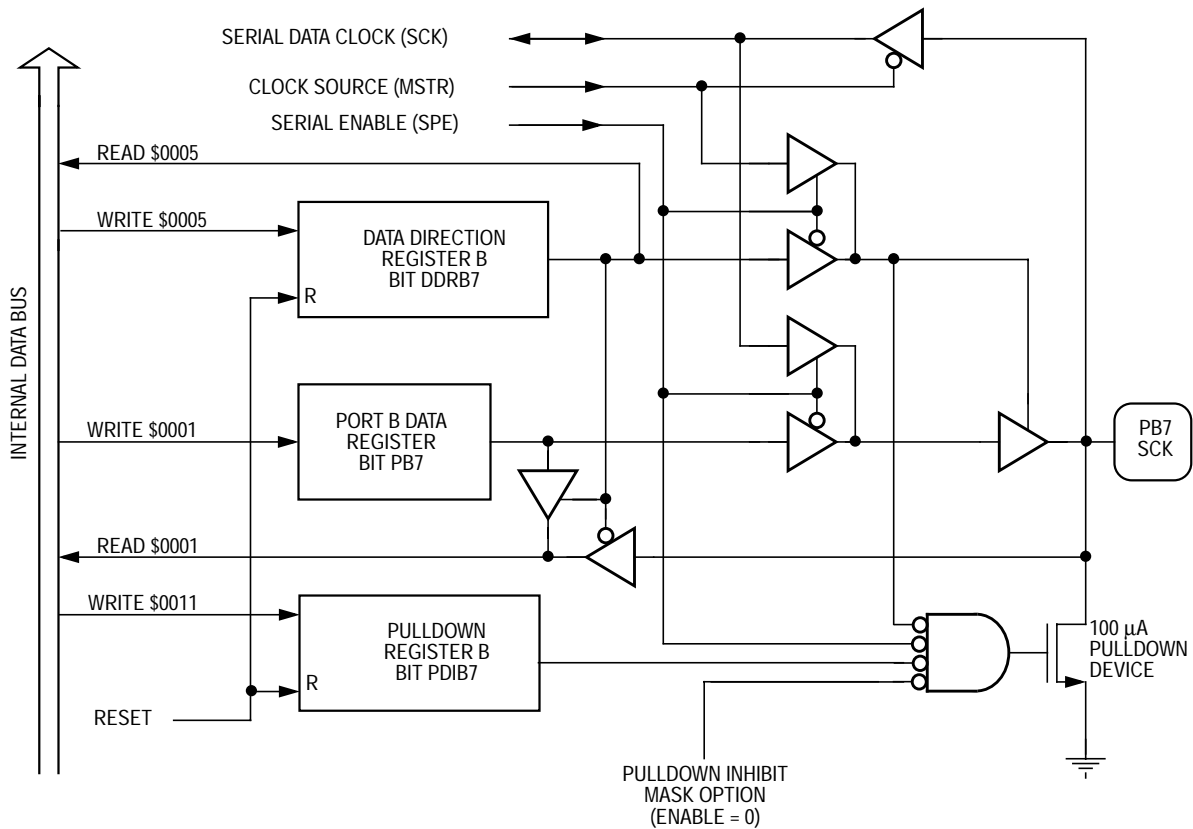 SERIAL DATA CLOCK (SCK)
CLOCK SOURCE (MSTR)
SERIAL ENABLE (SPE)
READ $0005
WRITE $0005
DATA DIRECTION
REGISTER B
BIT DDRB7
R
INTERNAL DATA BUS
WRITE $0001
PORT B DATA
REGISTER
BIT PB7
PB7
SCK
READ $0001
WRITE $0011
PULLDOWN
REGISTER B
BIT PDIB7
R
100 µA
PULLDOWN
DEVICE
RESET
PULLDOWN INHIBIT
MASK OPTION
(ENABLE = 0)